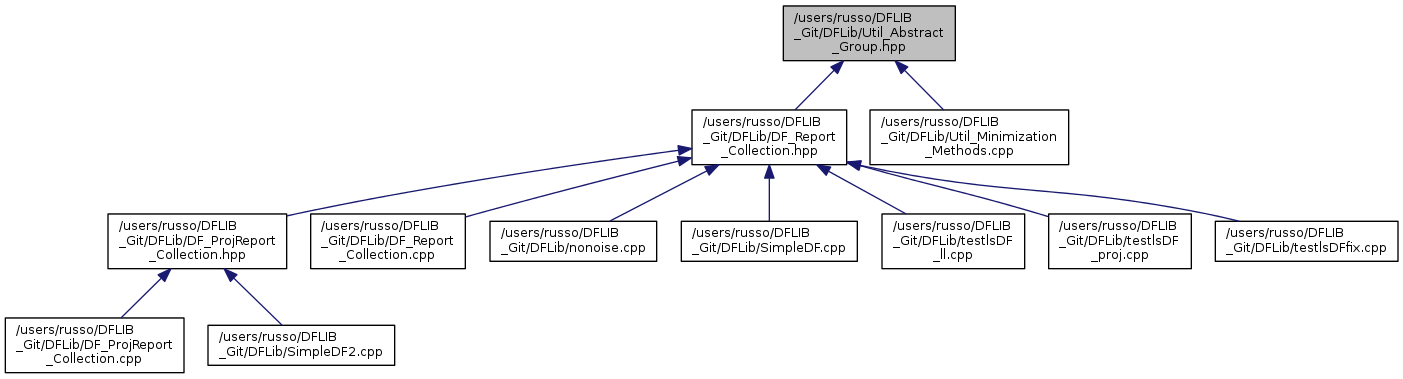 /users/russo/DFLIB
_Git/DFLib/Util_Abstract
_Group.hpp
/users/russo/DFLIB
_Git/DFLib/DF_Report
_Collection.hpp
/users/russo/DFLIB
_Git/DFLib/Util_Minimization
_Methods.cpp
/users/russo/DFLIB
_Git/DFLib/DF_ProjReport
_Collection.hpp
/users/russo/DFLIB
_Git/DFLib/DF_Report
_Collection.cpp
/users/russo/DFLIB
_Git/DFLib/nonoise.cpp
/users/russo/DFLIB
_Git/DFLib/SimpleDF.cpp
/users/russo/DFLIB
_Git/DFLib/testlsDF
_ll.cpp
/users/russo/DFLIB
_Git/DFLib/testlsDF
_proj.cpp
/users/russo/DFLIB
_Git/DFLib/testlsDFfix.cpp
/users/russo/DFLIB
_Git/DFLib/DF_ProjReport
_Collection.cpp
/users/russo/DFLIB
_Git/DFLib/SimpleDF2.cpp